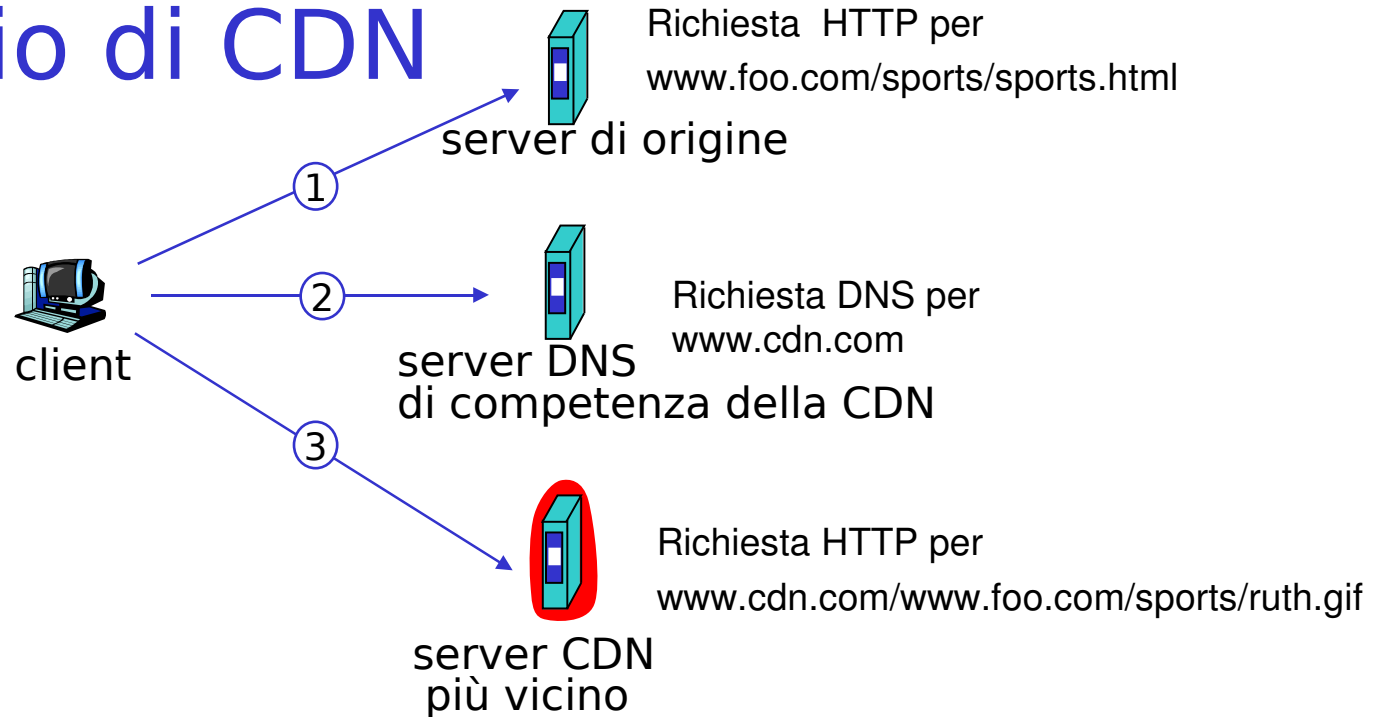 io di CDN
Richiesta HTTP per
www.foo.com/sports/sports.html
server di origine
1
client
2
Richiesta DNS per
www.cdn.com
server DNS
di competenza della CDN
3
Richiesta HTTP per
www.cdn.com/www.foo.com/sports/ruth.gif
server CDN
più vicino